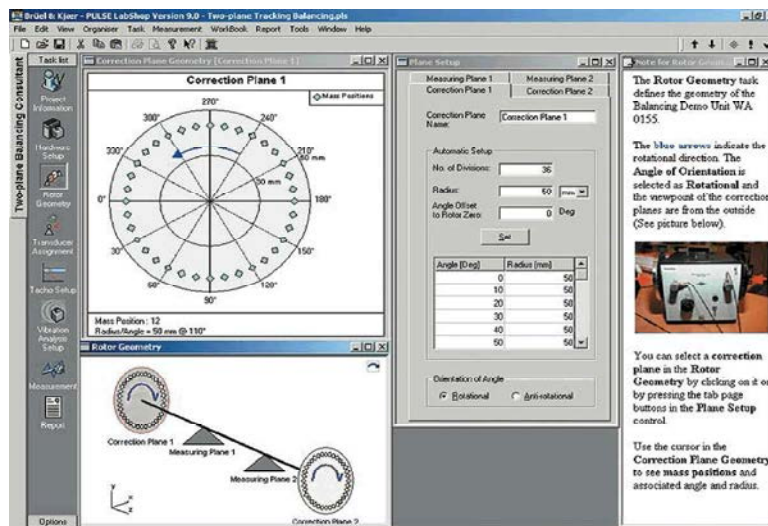 Brüel & Kjær - PULSE LabShop Version 9.0 - Two-plane Tracking Balancing.pls
File Edit View Organiser Task Measurement WorkBook Report Tools Window Help
Two-plane Balancing Consultant
Task list
Project
Information
Hardware
Setup
Rotor
Geometry
Transducer
Assignment
Tacho Setup
Vibration
Analysis
Setup
Measurement
Report
Options
Correction Plane Geometry (Correction Plane 1)
Correction Plane 1
Mass Positions
270°
300°
240°
330°
210°
50 mm
30 mm
0°
180°
30°
150°
60°
120°
90°
Mass Position : 12
Radius/Angle = 50 mm @ 110°
Rotor Geometry
Correction Plane 1
Measuring Plane 1
Measuring Plane 2
Correction Plane 2
y
z
x
Plane Setup
Measuring Plane 1 Measuring Plane 2
Correction Plane 1 Correction Plane 2
Correction Plane
Name:
Correction Plane 1
Automatic Setup
No. of Divisions: 36
Radius: 50 mm
Angle Offset
to Rotor Zero: 0 Deg
Set
Angle [Deg] Radius [mm]
0 50
10 50
20 50
30 50
40 50
50 50
Orientation of Angle
Rotational Anti-rotational
Note for Rotor
The Rotor Geometry task
defines the geometry of the
Balancing Demo Unit WA
0155.
The blue arrows indicate the
rotational direction. The
Angle of Orientation is
selected as Rotational and
the viewpoint of the correction
planes are from the outside
(See picture below).
You can select a correction
plane in the Rotor
Geometry by clicking on it or
by pressing the tab page
buttons in the Plane Setup
control.
Use the cursor in the
Correction Plane Geometry
to see mass positions and
associated angle and radius.